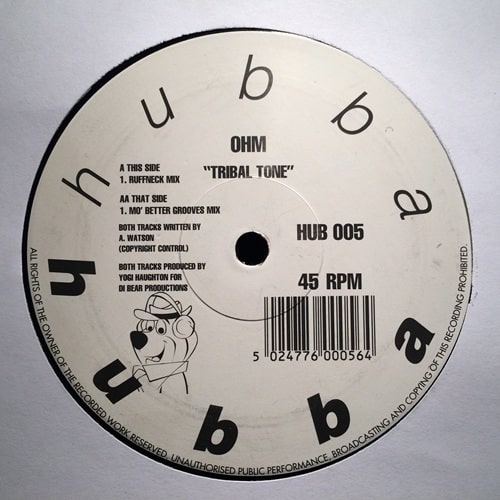 hubba
hubba
OHM
"TRIBAL TONE"
A THIS SIDE
1. RUFFNECK MIX
AA THAT SIDE
1. MO' BETTER GROOVES MIX
BOTH TRACKS WRITTEN BY
A. WATSON
(COPYRIGHT CONTROL)
BOTH TRACKS PRODUCED BY
YOGI HAUGHTON FOR
DI BEAR PRODUCTIONS
HUB 005
45 RPM
5 024776 000564
ALL RIGHTS OF THE OWNER OF THE RECORDED WORK RESERVED. UNAUTHORISED PUBLIC PERFORMANCE, BROADCASTING AND COPYING OF THIS RECORDING PROHIBITED.